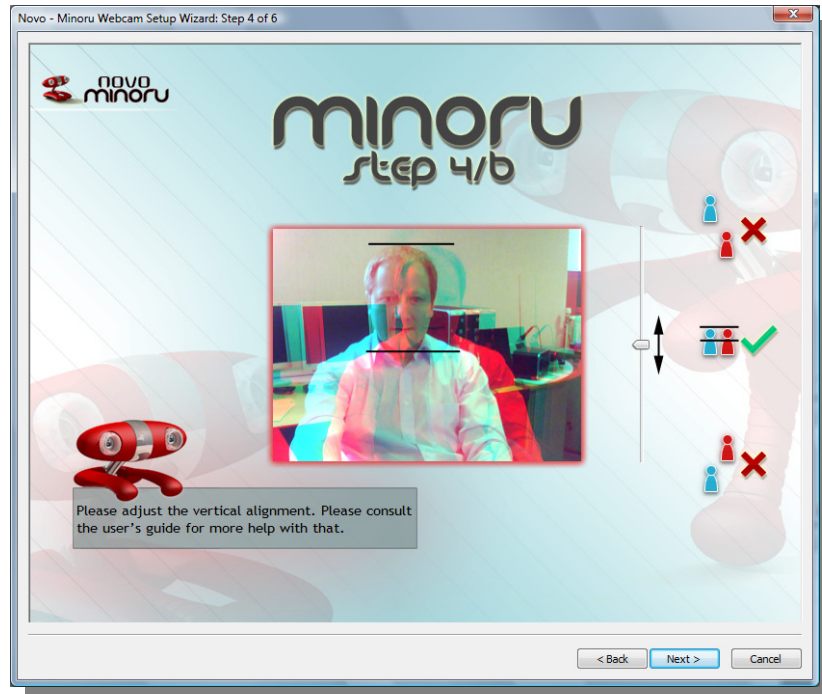 Novo - Minoru Webcam Setup Wizard: Step 4 of 6
novo
minoru
minoru
step 4/6
Please adjust the vertical alignment. Please consult
the user's guide for more help with that.
< Back
Next >
Cancel